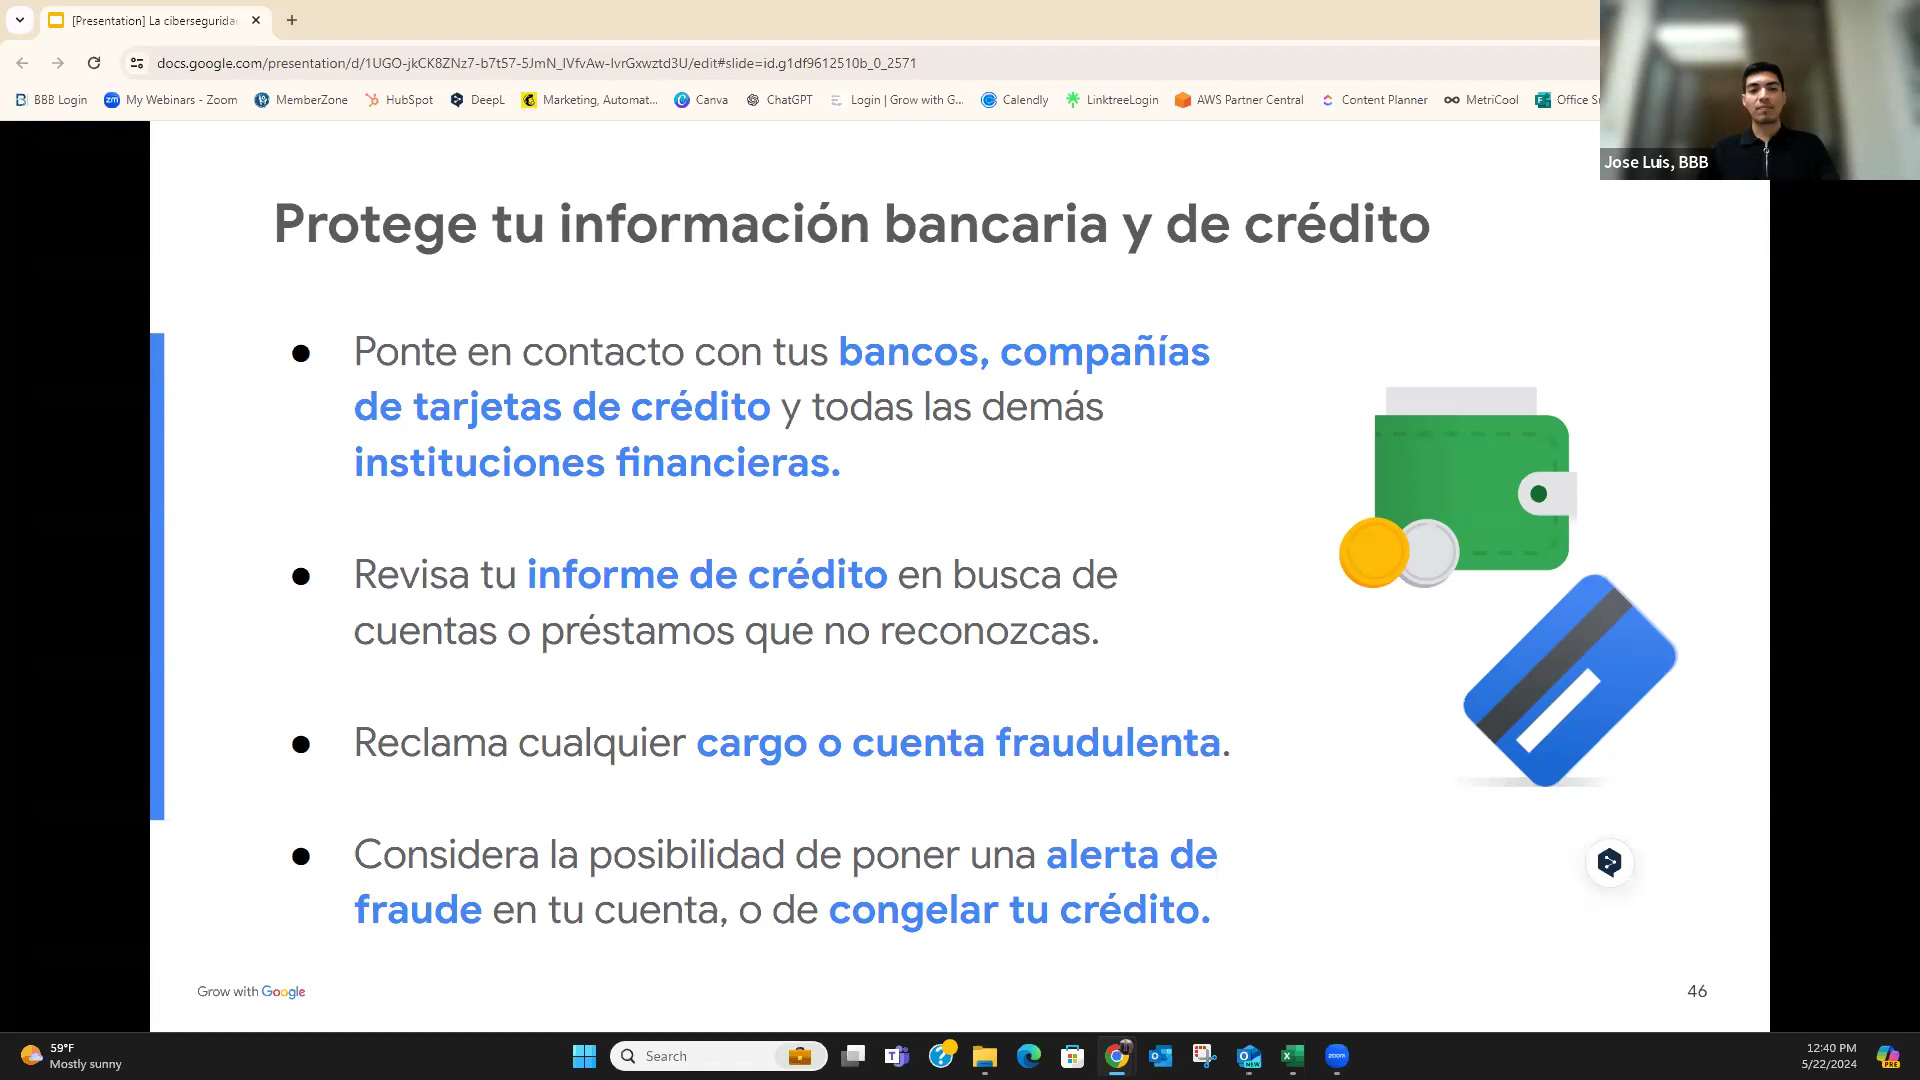 [Presentation] La ciberseguridad
docs.google.com/presentation/d/1UGO-jkCK8ZNz7-b7t57-5JmN_IVfvAw-IvrGxwztd3U/edit#slide=id.g1df9612510b_0_2571
BBB Login
My Webinars - Zoom
MemberZone
HubSpot
DeepL
Marketing, Automat...
Canva
ChatGPT
Login | Grow with G...
Calendly
LinktreeLogin
AWS Partner Central
Content Planner
MetriCool
Office
Jose Luis, BBB
Protege tu información bancaria y de crédito
● Ponte en contacto con tus bancos, compañías
de tarjetas de crédito y todas las demás
instituciones financieras.
● Revisa tu informe de crédito en busca de
cuentas o préstamos que no reconozcas.
● Reclama cualquier cargo o cuenta fraudulenta.
● Considera la posibilidad de poner una alerta de
fraude en tu cuenta, o de congelar tu crédito.
Grow with Google
46
59°F
Mostly sunny
Search
12:40 PM
5/22/2024